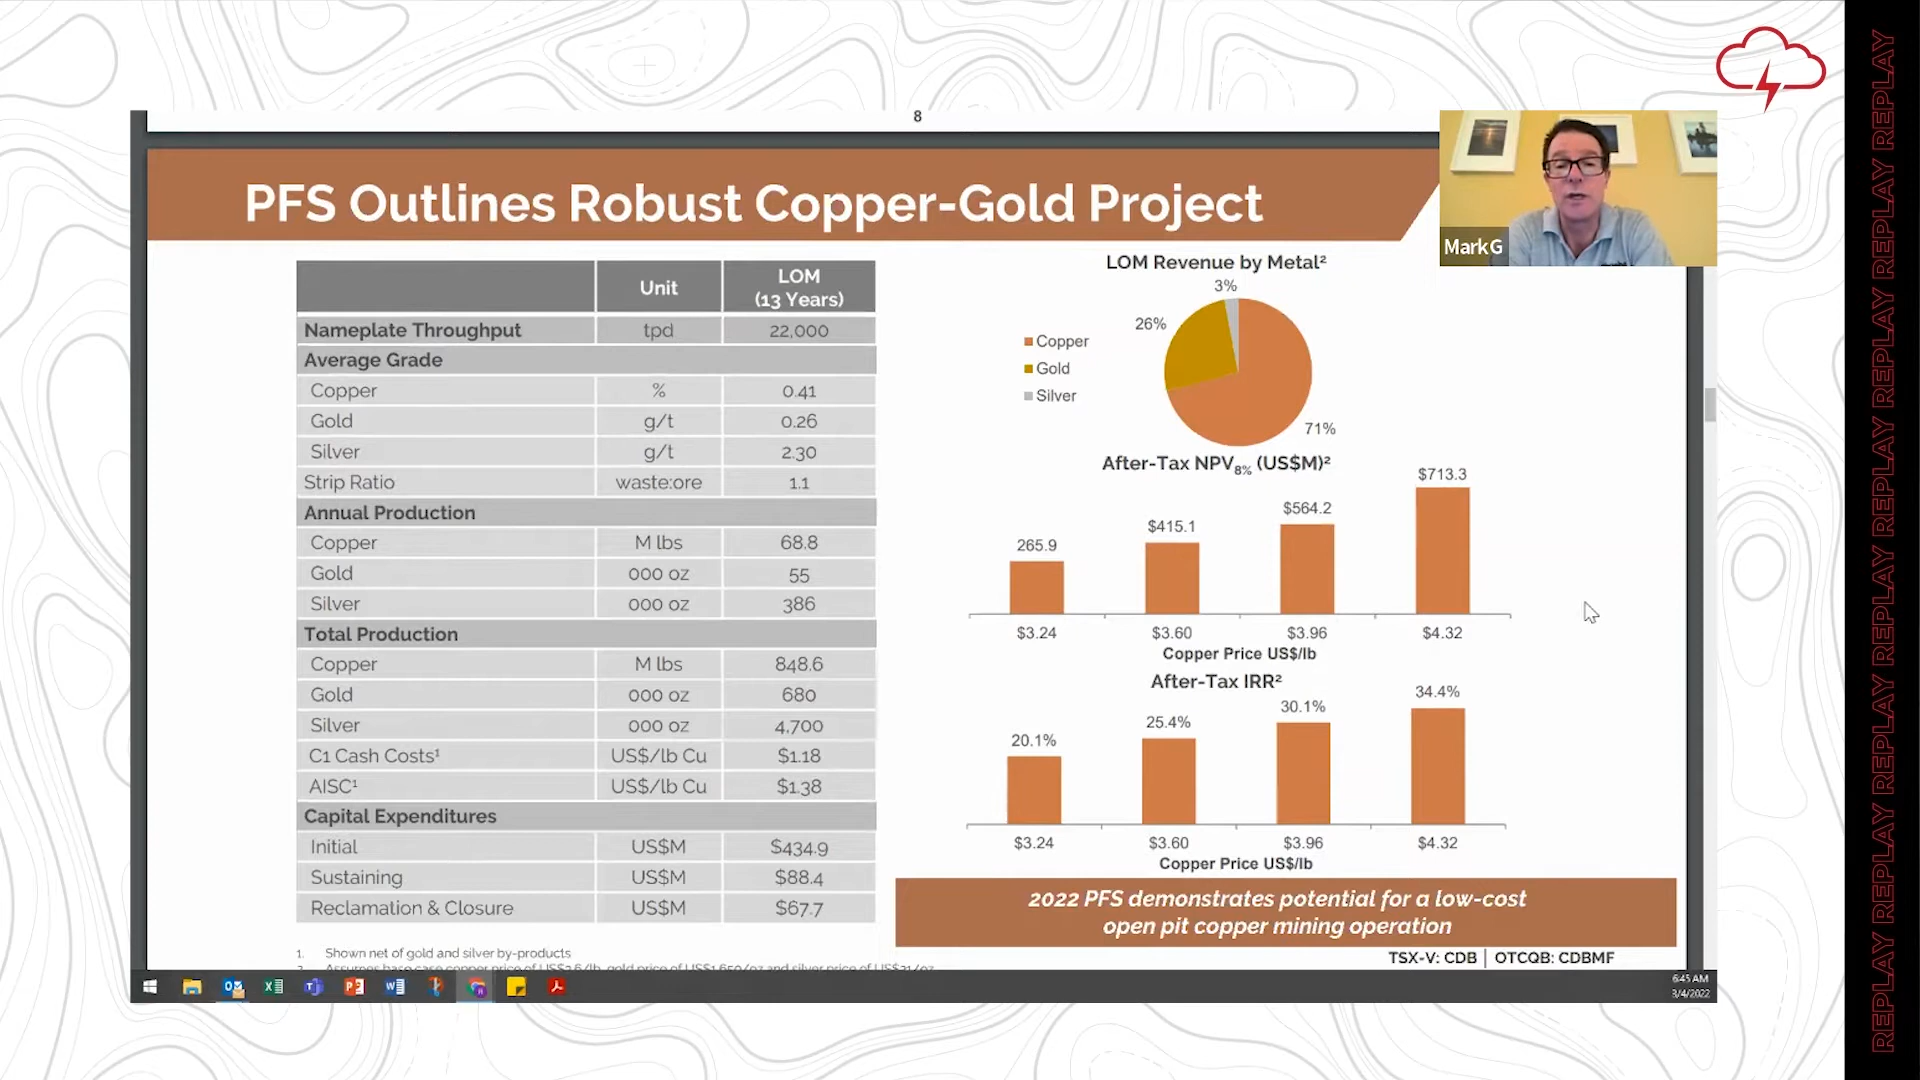 8
PFS Outlines Robust Copper-Gold Project
MarkG
Unit LOM (13 Years)
Nameplate Throughput tpd 22,000
Average Grade
Copper % 0.41
Gold g/t 0.26
Silver g/t 2.30
Strip Ratio waste:ore 1.1
Annual Production
Copper M lbs 68.8
Gold 000 oz 55
Silver 000 oz 386
Total Production
Copper M lbs 848.6
Gold 000 oz 680
Silver 000 oz 4,700
C1 Cash Costs¹ US$/lb Cu $1.18
AISC¹ US$/lb Cu $1.38
Capital Expenditures
Initial US$M $434.9
Sustaining US$M $88.4
Reclamation & Closure US$M $67.7
1. Shown net of gold and silver by-products
LOM Revenue by Metal²
3%
26%
Copper
Gold
Silver
71%
After-Tax NPV8% (US$M)²
265.9 $415.1 $564.2 $713.3
$3.24 $3.60 $3.96 $4.32
Copper Price US$/lb
After-Tax IRR²
20.1% 25.4% 30.1% 34.4%
$3.24 $3.60 $3.96 $4.32
Copper Price US$/lb
2022 PFS demonstrates potential for a low-cost
open pit copper mining operation
TSX-V: CDB | OTCQB: CDBMF
6:45 AM
3/4/2022
REPLAY REPLAY REPLAY REPLAY REPLAY REPLAY REPLAY REPLAY REPLAY REPLAY REPLAY